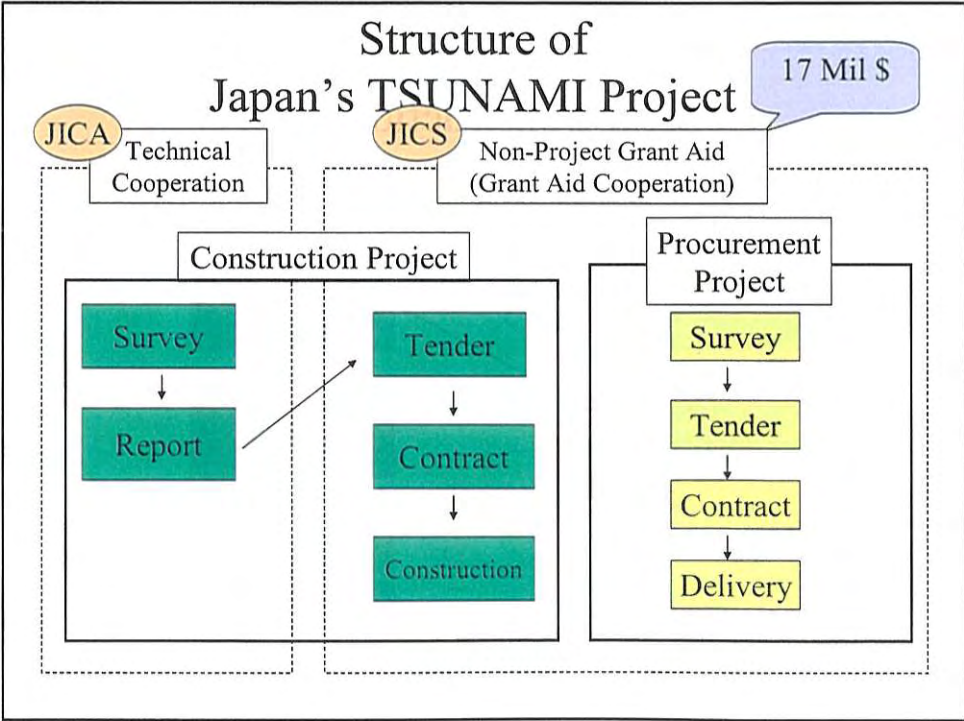 Structure of
Japan's TSUNAMI Project
17 Mil $
JICA
Technical
Cooperation
JICS
Non-Project Grant Aid
(Grant Aid Cooperation)
Construction Project
Survey
Report
Tender
Contract
Construction
Procurement
Project
Survey
Tender
Contract
Delivery